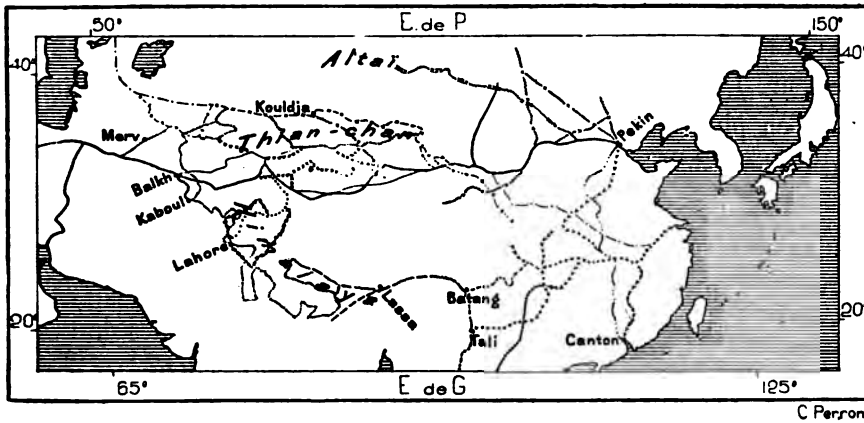 50° E. de P 150°
40° 40°
Altaï
Kouldja
Merv
Thian-chan
Pekin
Balkh
Kaboul
Lahore
Lassa
Batang
20° 20°
Tali
Canton
65° E de G 125°
C Perron